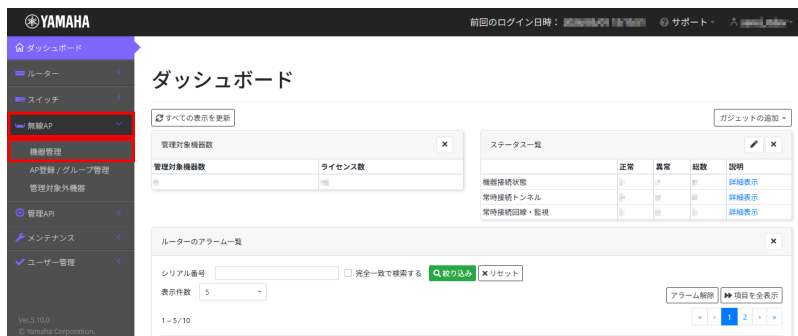 YAMAHA
前回のログイン日時：
サポート
ダッシュボード
ルーター
スイッチ
無線AP
機器管理
AP登録 / グループ管理
管理対象外機器
管理API
メンテナンス
ユーザー管理
Ver.5.10.0
© Yamaha Corporation.
ダッシュボード
すべての表示を更新
ガジェットの追加
管理対象機器数
管理対象機器数 ライセンス数
ステータス一覧
正常 異常 総数 説明
機器接続状態 詳細表示
常時接続トンネル 詳細表示
常時接続回線・監視 詳細表示
ルーターのアラーム一覧
シリアル番号 完全一致で検索する 絞り込み リセット
表示件数 5
アラーム解除 項目を全表示
1 – 5/10
« ‹ 1 2 › »